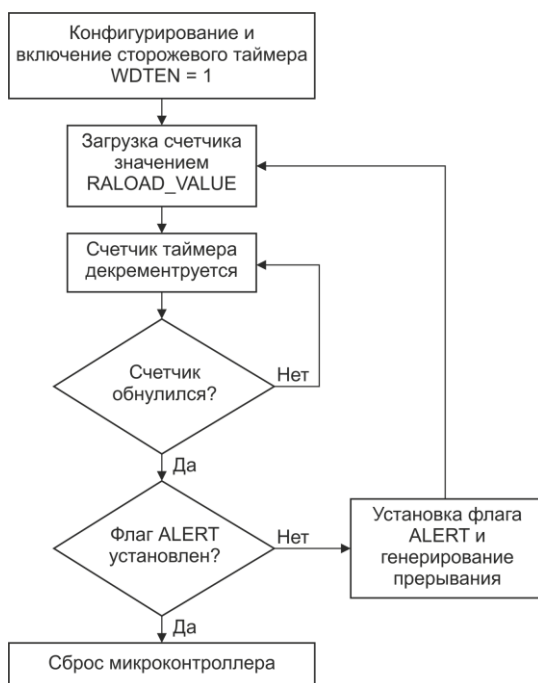 Конфигурирование и
включение сторожевого таймера
WDTEN = 1
Загрузка счетчика
значением
RALOAD_VALUE
Счетчик таймера
декрементруется
Счетчик
обнулился?
Нет
Да
Флаг ALERT
установлен?
Нет
Установка флага
ALERT и
генерирование
прерывания
Да
Сброс микроконтроллера